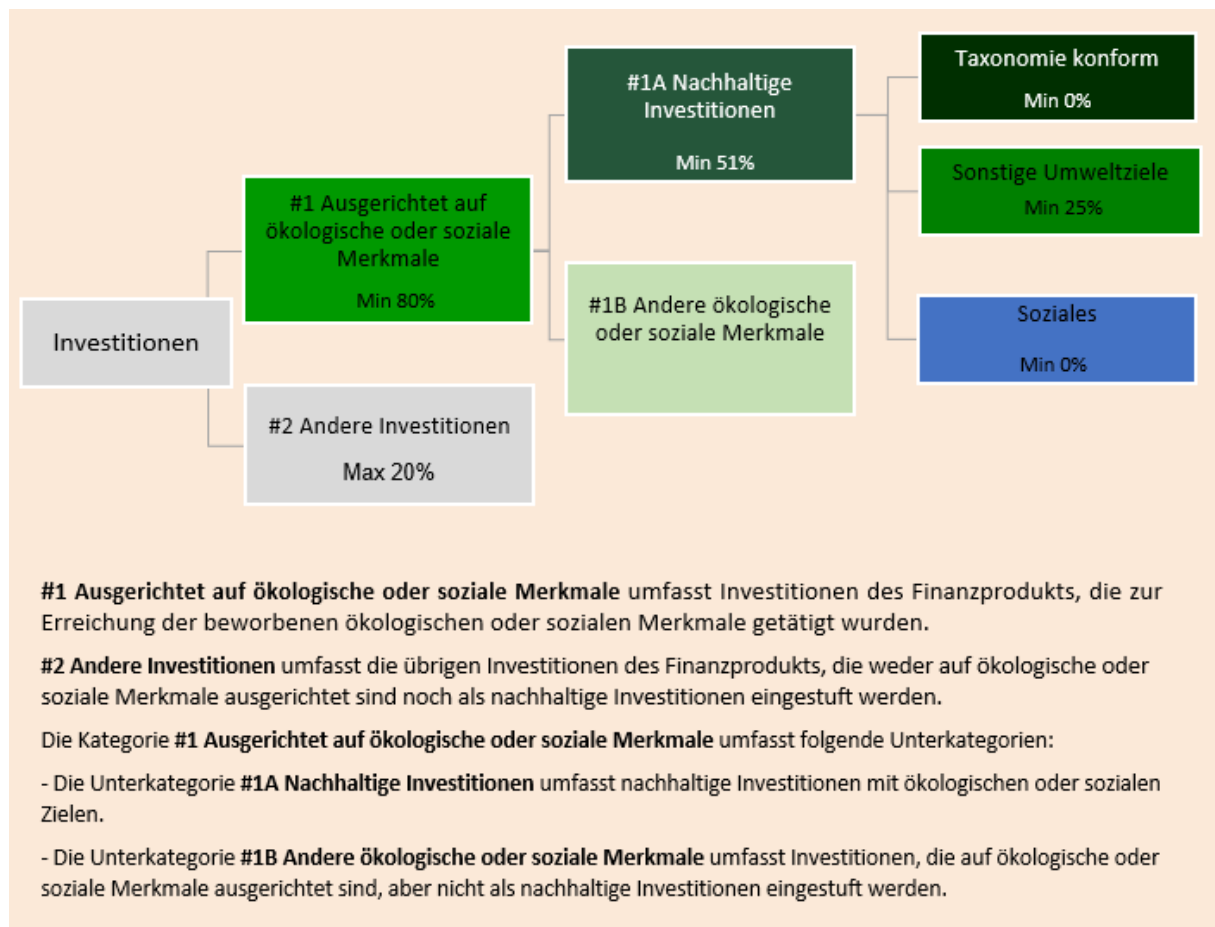 Taxonomie konform
Min 0%
#1A Nachhaltige
Investitionen
Min 51%
Sonstige Umweltziele
Min 25%
#1 Ausgerichtet auf
ökologische oder soziale
Merkmale
Min 80%
#1B Andere ökologische
oder soziale Merkmale
Soziales
Min 0%
Investitionen
#2 Andere Investitionen
Max 20%
#1 Ausgerichtet auf ökologische oder soziale Merkmale umfasst Investitionen des Finanzprodukts, die zur
Erreichung der beworbenen ökologischen oder sozialen Merkmale getätigt wurden.
#2 Andere Investitionen umfasst die übrigen Investitionen des Finanzprodukts, die weder auf ökologische oder
soziale Merkmale ausgerichtet sind noch als nachhaltige Investitionen eingestuft werden.
Die Kategorie #1 Ausgerichtet auf ökologische oder soziale Merkmale umfasst folgende Unterkategorien:
- Die Unterkategorie #1A Nachhaltige Investitionen umfasst nachhaltige Investitionen mit ökologischen oder sozialen
Zielen.
- Die Unterkategorie #1B Andere ökologische oder soziale Merkmale umfasst Investitionen, die auf ökologische oder
soziale Merkmale ausgerichtet sind, aber nicht als nachhaltige Investitionen eingestuft werden.